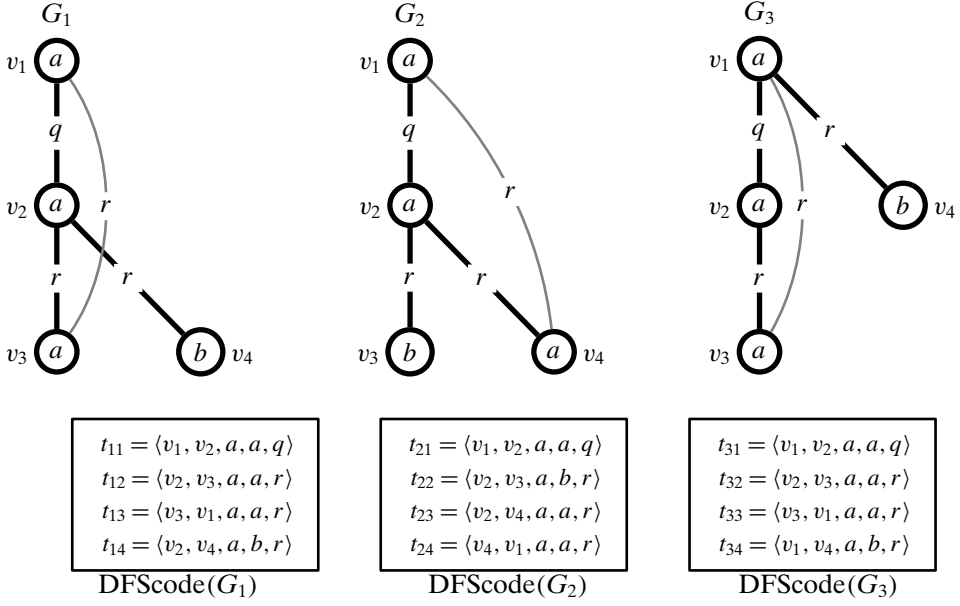 G₁ G₂ G₃
v₁ a v₁ a v₁ a
q q q r
r r
v₂ a v₂ a v₂ a r b v₄
r r r r r
v₃ a b v₄ v₃ b a v₄ v₃ a
t₁₁ = ⟨v₁, v₂, a, a, q⟩
t₁₂ = ⟨v₂, v₃, a, a, r⟩
t₁₃ = ⟨v₃, v₁, a, a, r⟩
t₁₄ = ⟨v₂, v₄, a, b, r⟩
DFScode(G₁)
t₂₁ = ⟨v₁, v₂, a, a, q⟩
t₂₂ = ⟨v₂, v₃, a, b, r⟩
t₂₃ = ⟨v₂, v₄, a, a, r⟩
t₂₄ = ⟨v₄, v₁, a, a, r⟩
DFScode(G₂)
t₃₁ = ⟨v₁, v₂, a, a, q⟩
t₃₂ = ⟨v₂, v₃, a, a, r⟩
t₃₃ = ⟨v₃, v₁, a, a, r⟩
t₃₄ = ⟨v₁, v₄, a, b, r⟩
DFScode(G₃)